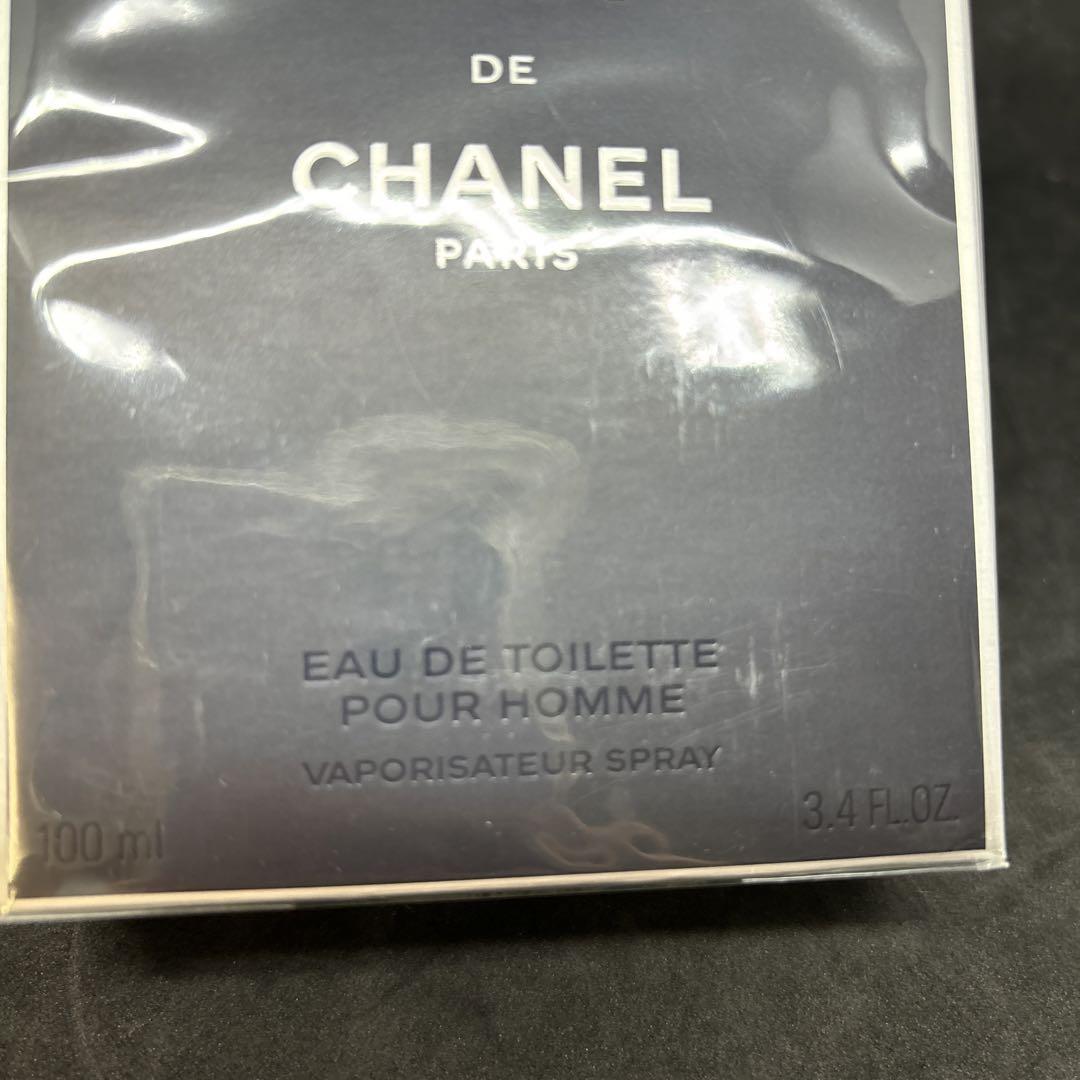 DE
CHANEL
PARIS
EAU DE TOILETTE
POUR HOMME
VAPORISATEUR SPRAY
100 ml
3.4 FL.OZ.